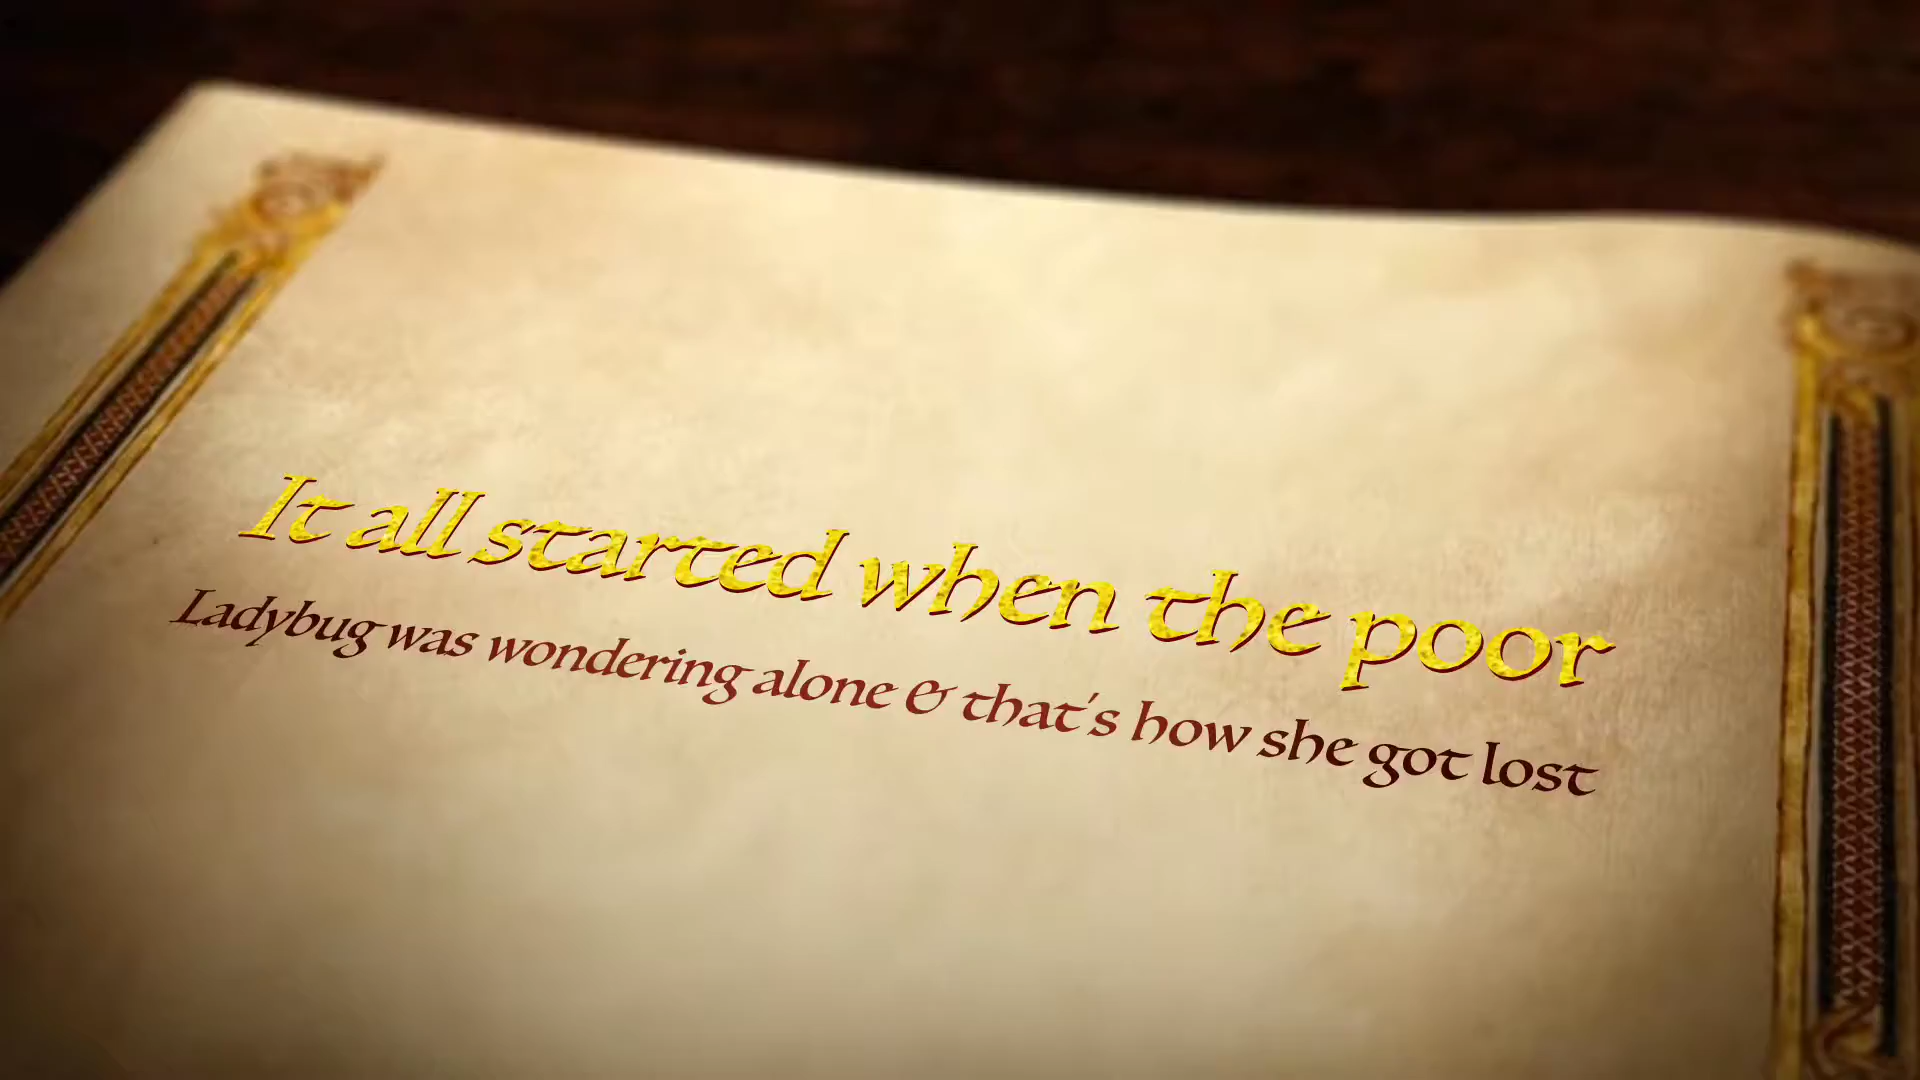 It all started when the poor
Ladybug was wondering alone & that's how she got lost